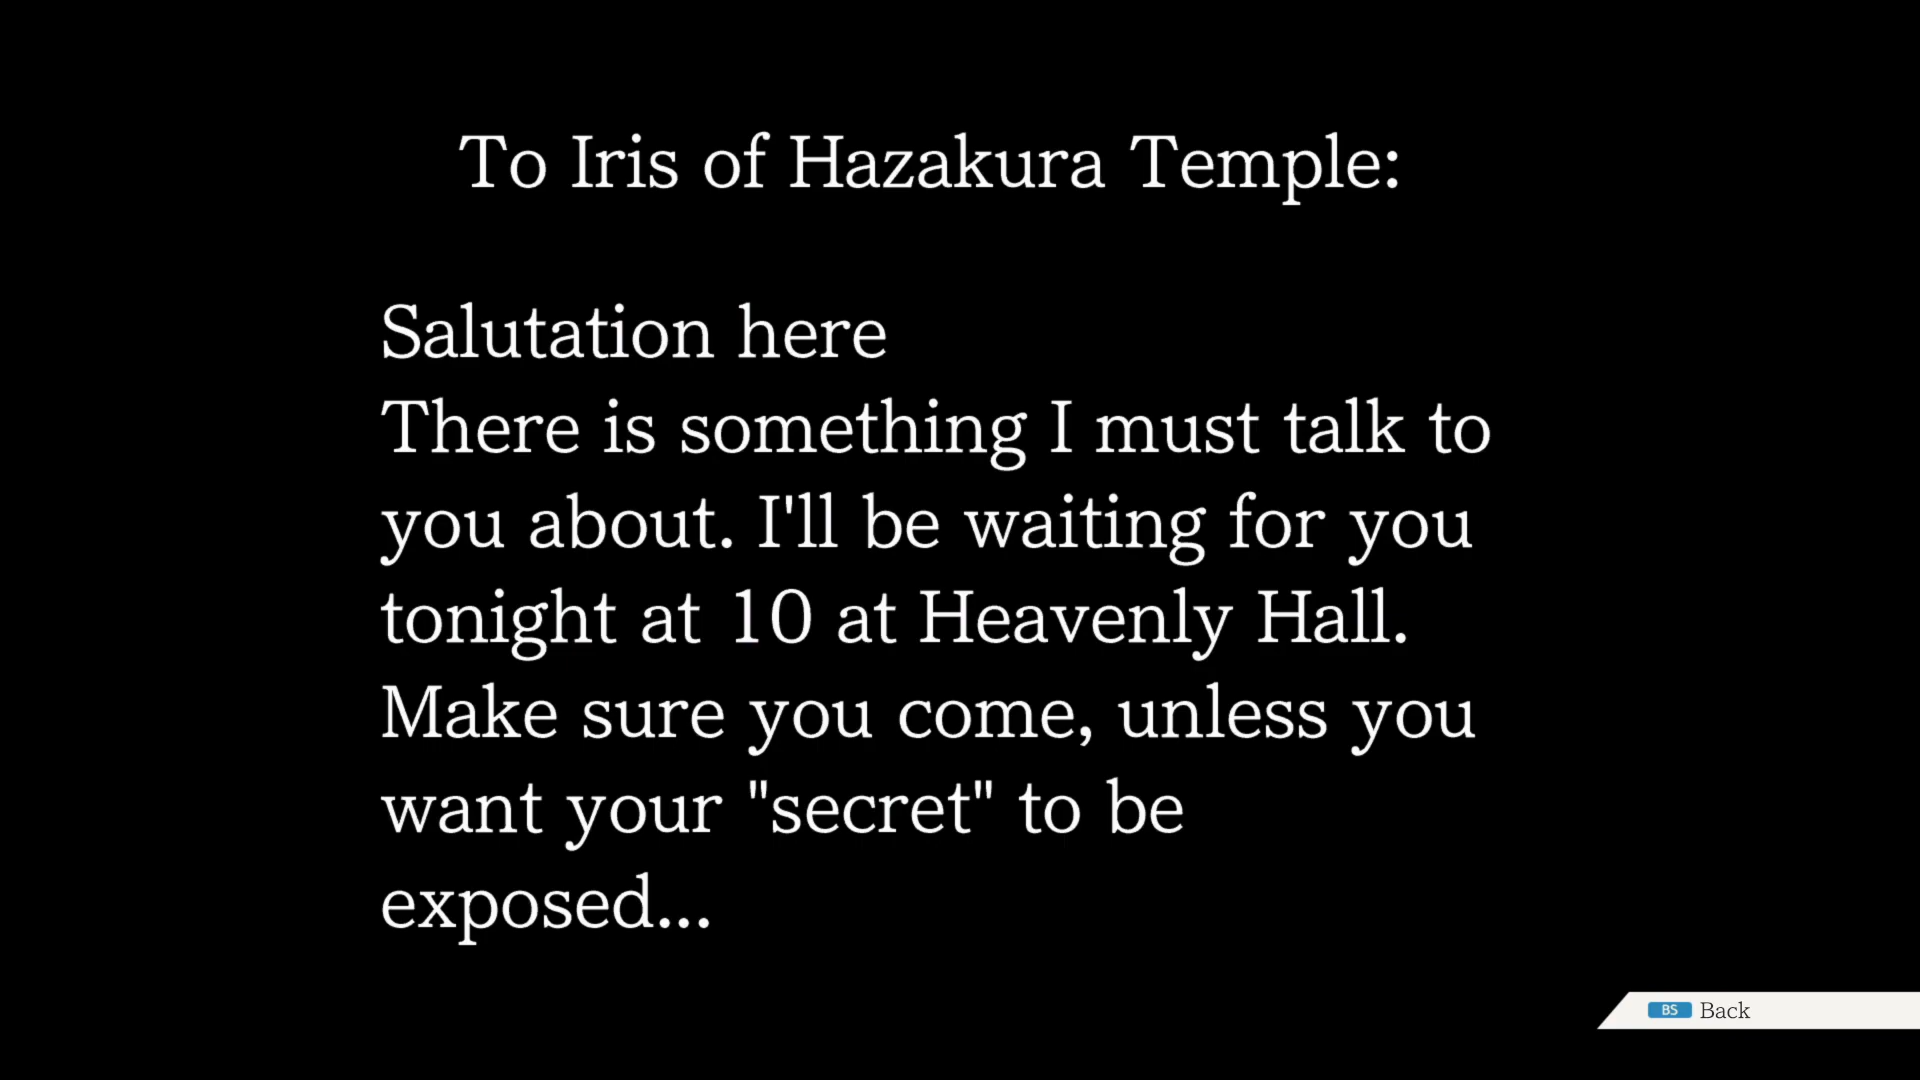 To Iris of Hazakura Temple:
Salutation here
There is something I must talk to
you about. I'll be waiting for you
tonight at 10 at Heavenly Hall.
Make sure you come, unless you
want your "secret" to be
exposed...
BS Back